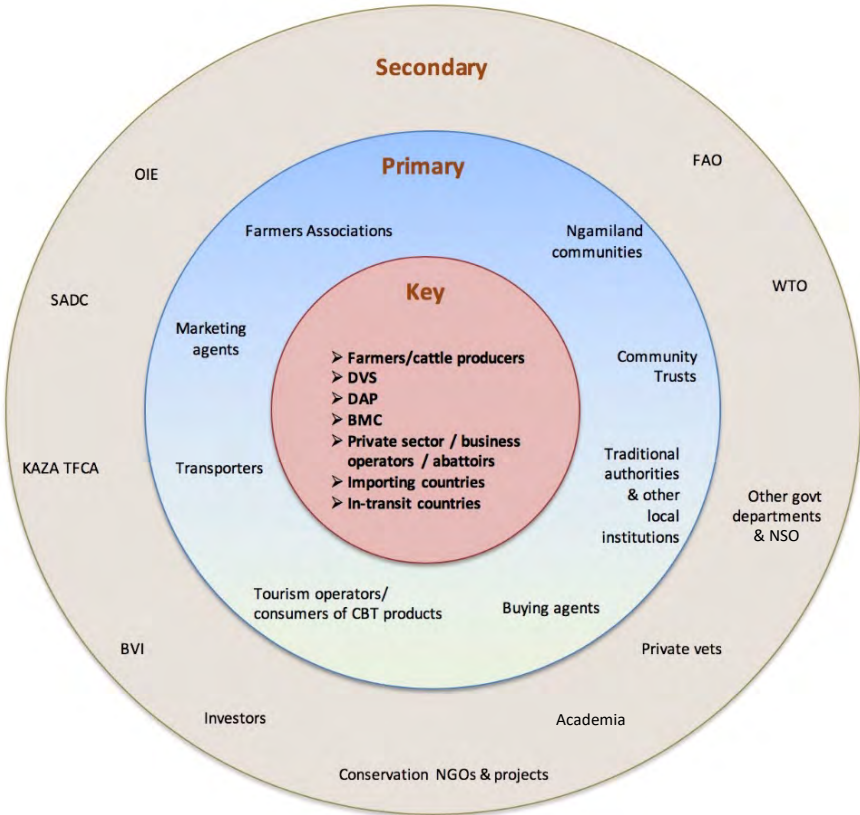 Secondary
OIE
FAO
SADC
WTO
KAZA TFCA
Other govt
departments
& NSO
BVI
Private vets
Investors
Academia
Conservation NGOs & projects
Primary
Farmers Associations
Ngamiland
communities
Marketing
agents
Community
Trusts
Transporters
Traditional
authorities
& other
local
institutions
Tourism operators/
consumers of CBT products
Buying agents
Key
➢ Farmers/cattle producers
➢ DVS
➢ DAP
➢ BMC
➢ Private sector / business
operators / abattoirs
➢ Importing countries
➢ In-transit countries